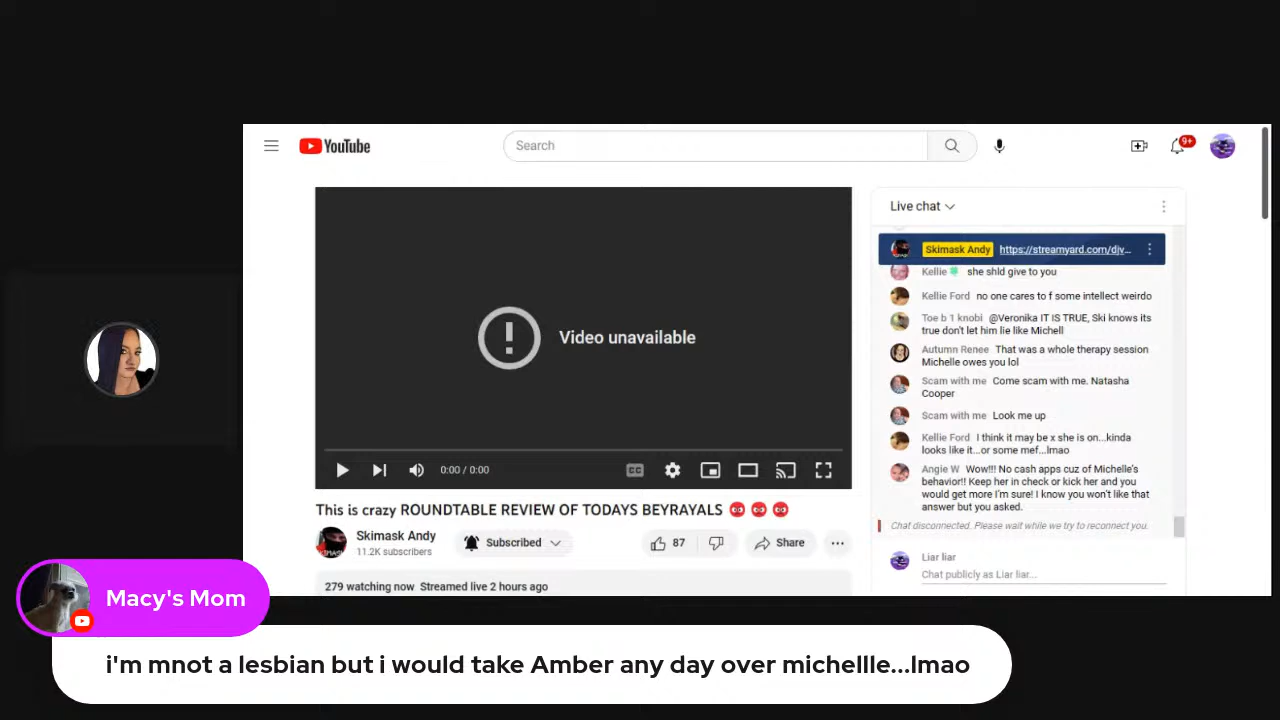 YouTube
Search
9+
Live chat
Skimask Andy https://streamyard.com/djv...
Kellie she shld give to you
Kellie Ford no one cares to f some intellect weirdo
Toe b 1 knobi @Veronika IT IS TRUE, Ski knows its
true don't let him lie like Michell
Autumn Renee That was a whole therapy session
Michelle owes you lol
Scam with me Come scam with me. Natasha
Cooper
Scam with me Look me up
Kellie Ford I think it may be x she is on...kinda
looks like it...or some mef...lmao
Angie W Wow!!! No cash apps cuz of Michelle's
behavior!! Keep her in check or kick her and you
would get more I'm sure! I know you won't like that
answer but you asked.
Chat disconnected. Please wait while we try to reconnect you.
Liar liar
Chat publicly as Liar liar...
Video unavailable
0:00 / 0:00
CC
This is crazy ROUNDTABLE REVIEW OF TODAYS BEYRAYALS
Skimask Andy
11.2K subscribers
Subscribed
87
Share
279 watching now Streamed live 2 hours ago
Macy's Mom
i'm mnot a lesbian but i would take Amber any day over michellle...lmao